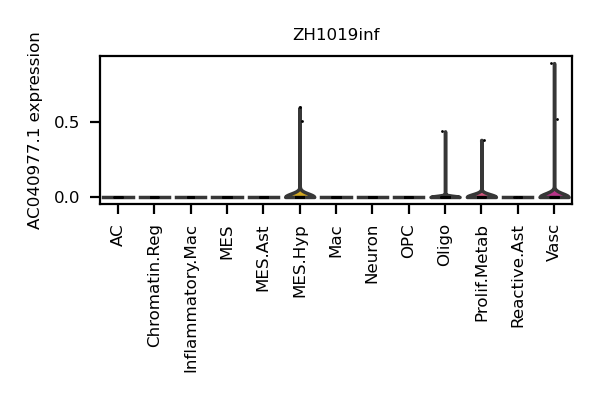 ZH1019inf
AC040977.1 expression
0.5
0.0
AC
Chromatin.Reg
Inflammatory.Mac
MES
MES.Ast
MES.Hyp
Mac
Neuron
OPC
Oligo
Prolif.Metab
Reactive.Ast
Vasc